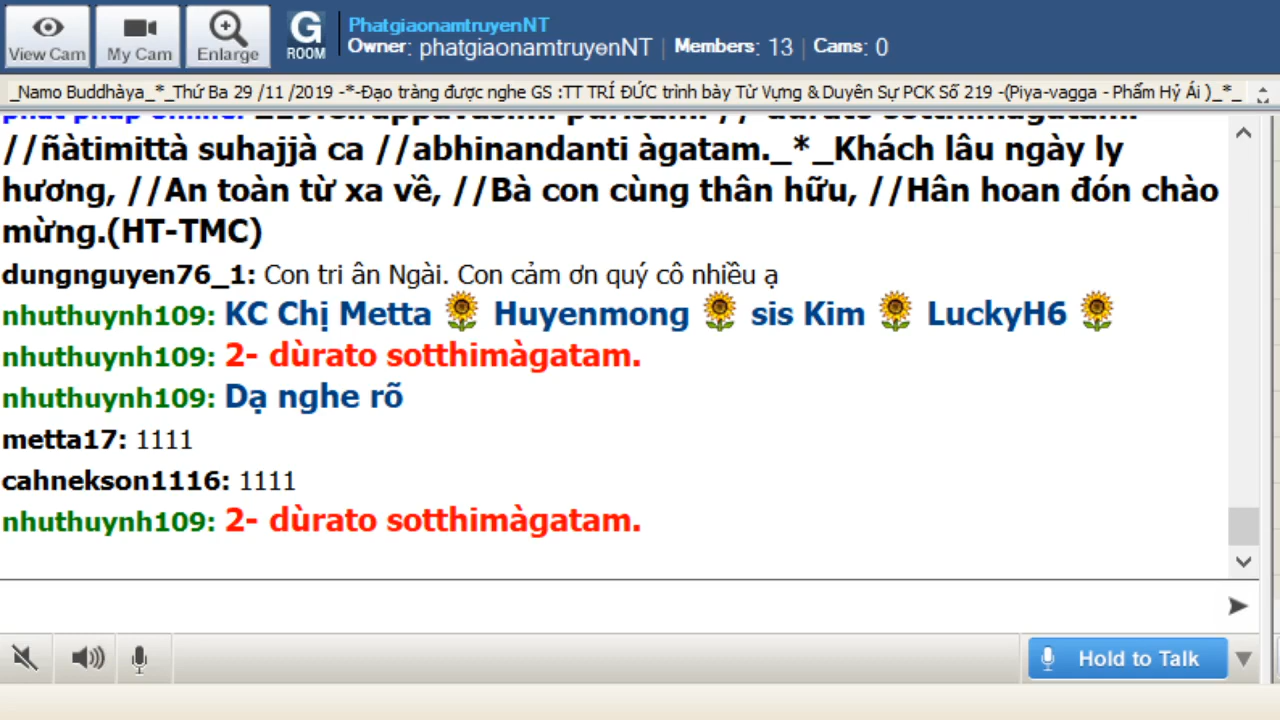 View Cam
My Cam
Enlarge
G
ROOM
PhatgiaonamtruyenNT
Owner: phatgiaonamtruyenNT | Members: 13 | Cams: 0
_Namo Buddhàya_*_Thứ Ba 29 /11 /2019 -*-Đạo tràng được nghe GS :TT TRÍ ĐỨC trình bày Từ Vựng & Duyên Sự PCK Số 219 -(Piya-vagga - Phẩm Hỷ Ái )_*_
//ñàtimittà suhajjà ca //abhinandanti àgatam._*_Khách lâu ngày ly
hương, //An toàn từ xa về, //Bà con cùng thân hữu, //Hân hoan đón chào
mừng.(HT-TMC)
dungnguyen76_1: Con tri ân Ngài. Con cảm ơn quý cô nhiều ạ
nhuthuynh109: KC Chị Metta 🌻 Huyenmong 🌻 sis Kim 🌻 LuckyH6 🌻
nhuthuynh109: 2- dùrato sotthimàgatam.
nhuthuynh109: Dạ nghe rõ
metta17: 1111
cahnekson1116: 1111
nhuthuynh109: 2- dùrato sotthimàgatam.
Hold to Talk